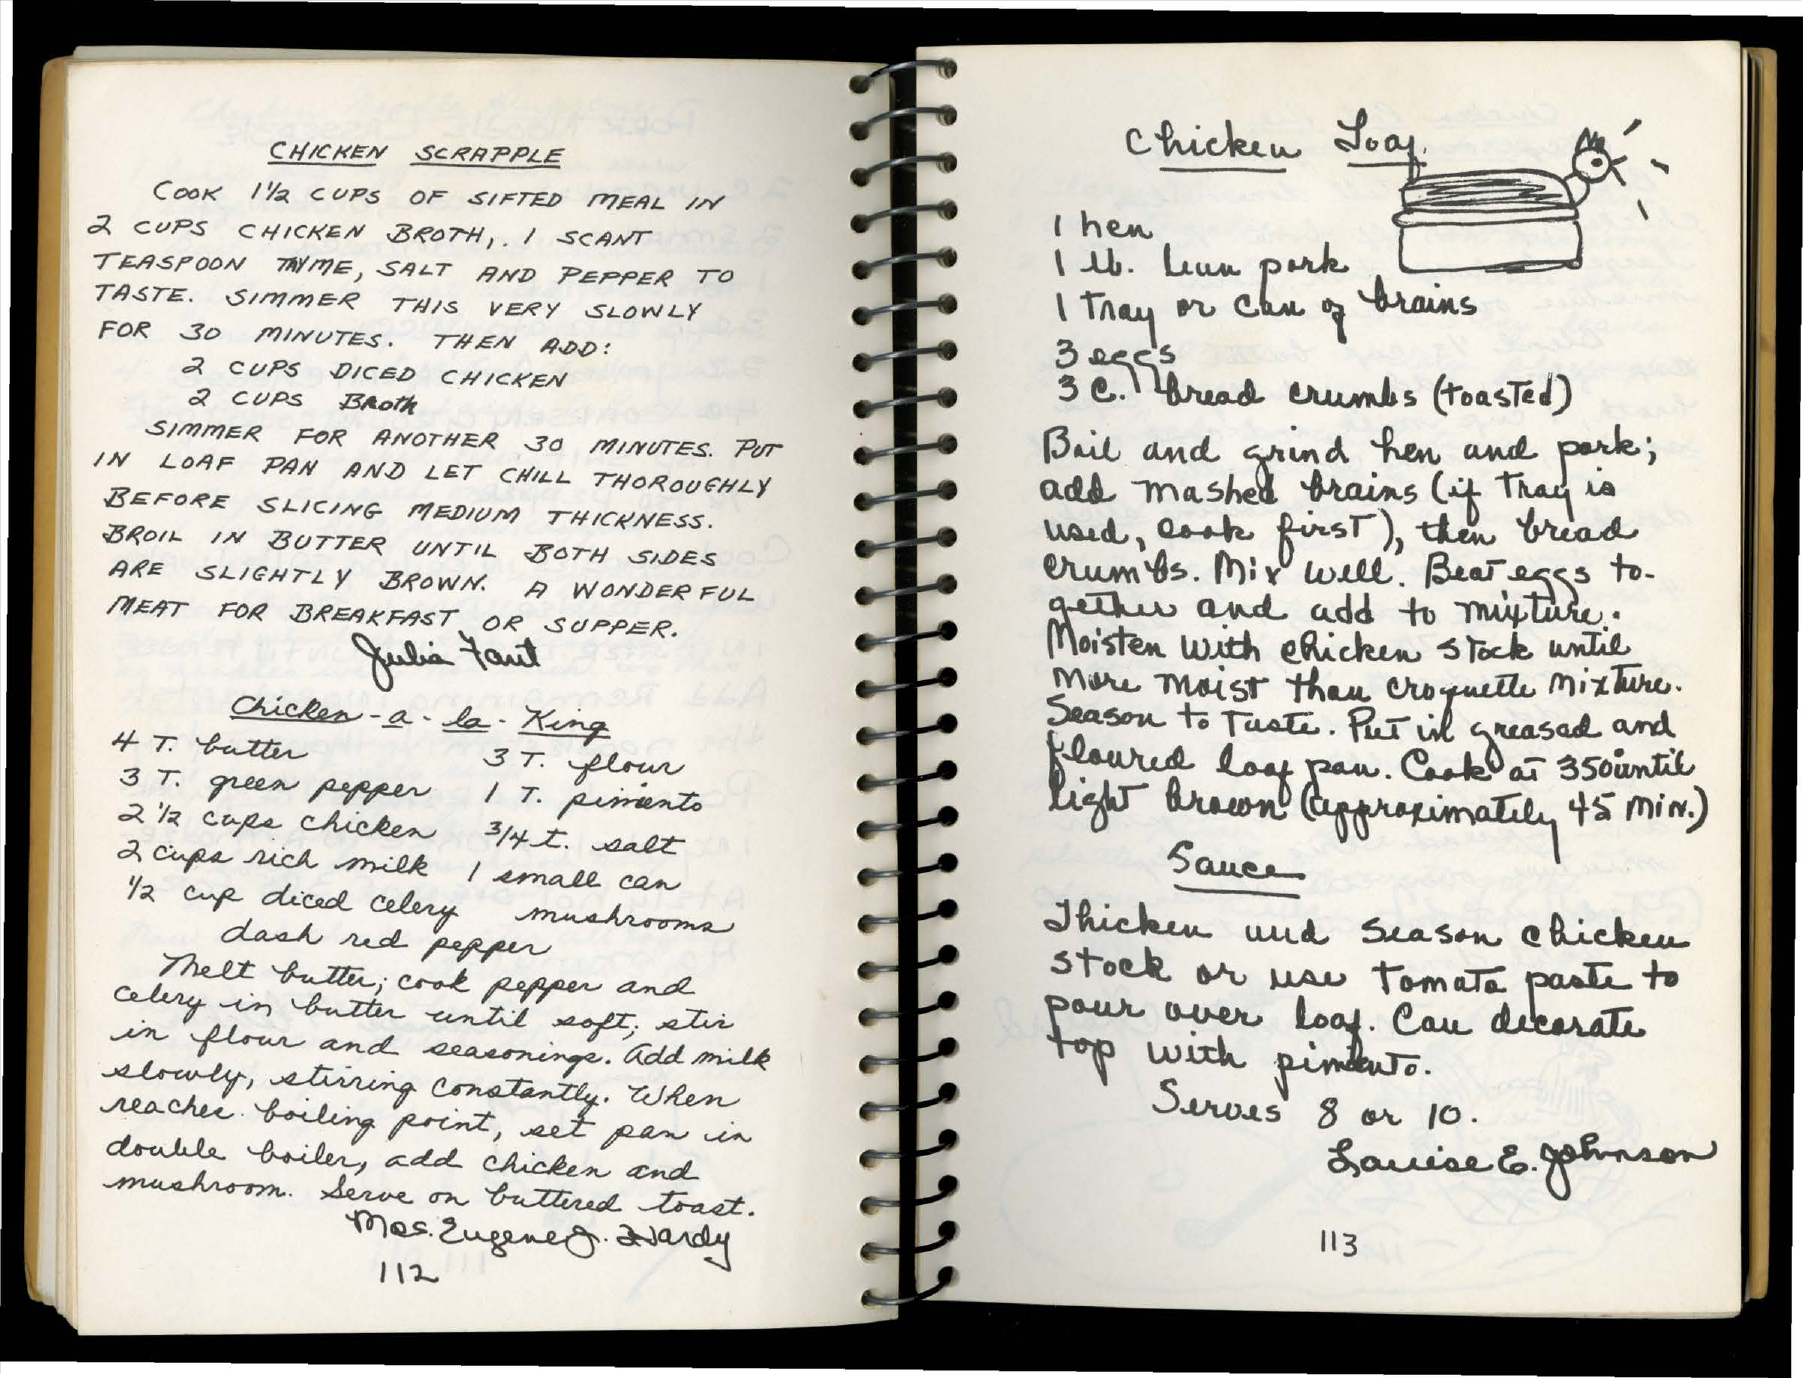 CHICKEN SCRAPPLE
COOK 1½ CUPS OF SIFTED MEAL IN
2 CUPS CHICKEN BROTH, . 1 SCANT
TEASPOON THYME, SALT AND PEPPER TO
TASTE. SIMMER THIS VERY SLOWLY
FOR 30 MINUTES. THEN ADD:
2 CUPS DICED CHICKEN
2 CUPS Broth
SIMMER FOR ANOTHER 30 MINUTES. PUT
IN LOAF PAN AND LET CHILL THOROUGHLY
BEFORE SLICING MEDIUM THICKNESS.
BROIL IN BUTTER UNTIL BOTH SIDES
ARE SLIGHTLY BROWN. A WONDERFUL
MEAT FOR BREAKFAST OR SUPPER.
Julia Faut
Chicken-a-la-King
4 T. butter 3 T. flour
3 T. green pepper 1 T. pimento
2 ½ cups chicken ¾ t. salt
2 cups rich milk 1 small can
½ cup diced celery mushrooms
dash red pepper
Melt butter; cook pepper and
celery in butter until soft; stir
in flour and seasonings. Add milk
slowly, stirring constantly. When
reaches boiling point, set pan in
double boiler, add chicken and
mushroom. Serve on buttered toast.
Mrs. Eugene J. Hardy
112
Chicken Loaf
1 hen
1 lb. lean pork
1 tray or can of brains
3 eggs
3 C. bread crumbs (toasted)
Boil and grind hen and pork;
add mashed brains (if tray is
used, cook first), then bread
crumbs. Mix well. Beat eggs to-
gether and add to mixture.
Moisten with chicken stock until
more moist than croquette mixture.
Season to taste. Put in greased and
floured loaf pan. Cook at 350° until
light brown (approximately 45 min.)
Sauce
Thicken and season chicken
stock or use tomato paste to
pour over loaf. Can decorate
top with pimento.
Serves 8 or 10.
Louise E. Johnson
113